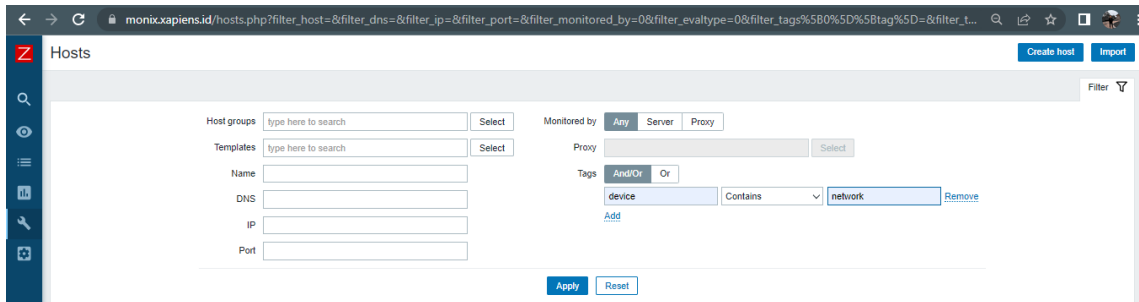 monix.xapiens.id/hosts.php?filter_host=&filter_dns=&filter_ip=&filter_port=&filter_monitored_by=0&filter_evaltype=0&filter_tags%5B0%5D%5Btag%5D=&filter_t...
Z Hosts Create host Import
Filter
Host groups type here to search Select Monitored by Any Server Proxy
Templates type here to search Select Proxy Select
Name Tags And/Or Or
DNS device Contains network Remove
IP Add
Port
Apply Reset